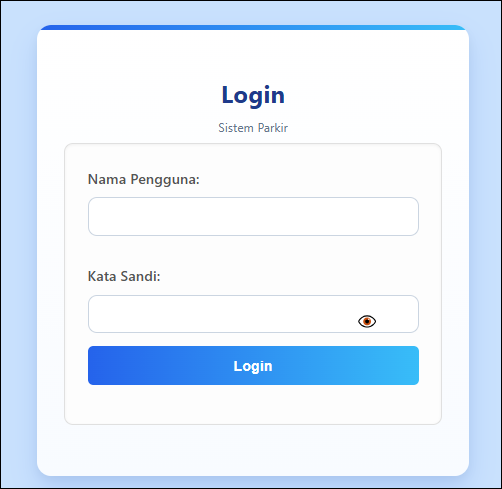 Login
Sistem Parkir
Nama Pengguna:
Kata Sandi:
Login